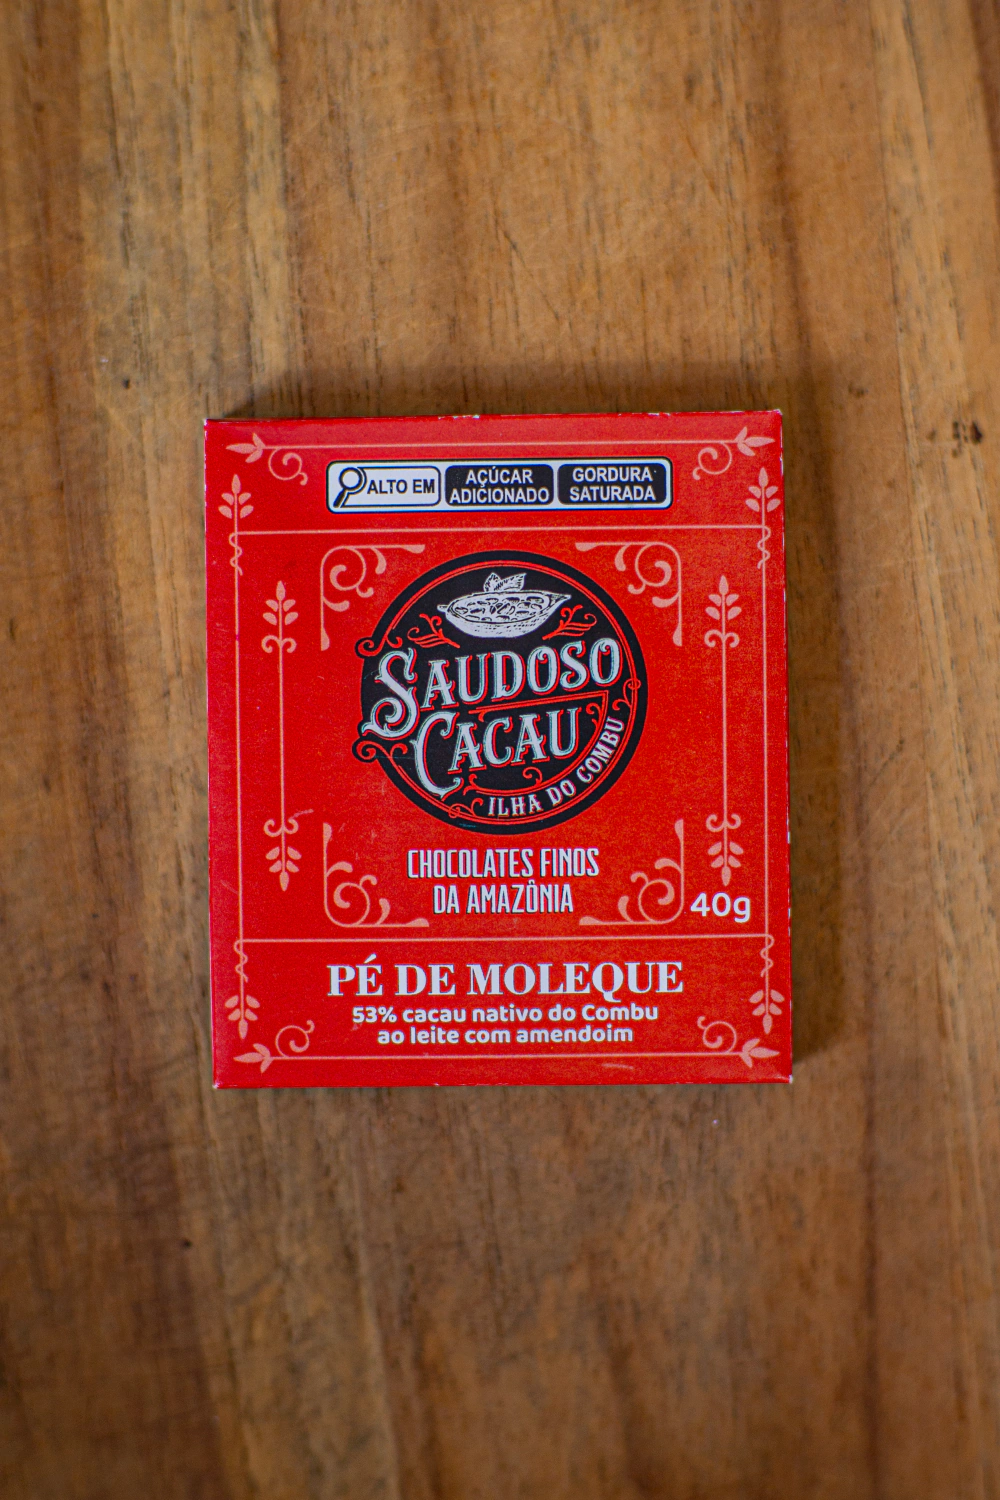 ALTO EM
AÇÚCAR
ADICIONADO
GORDURA
SATURADA
SAUDOSO
CACAU
ILHA DO COMBU
CHOCOLATES FINOS
DA AMAZÔNIA
40g
PÉ DE MOLEQUE
53% cacau nativo do Combu
ao leite com amendoim